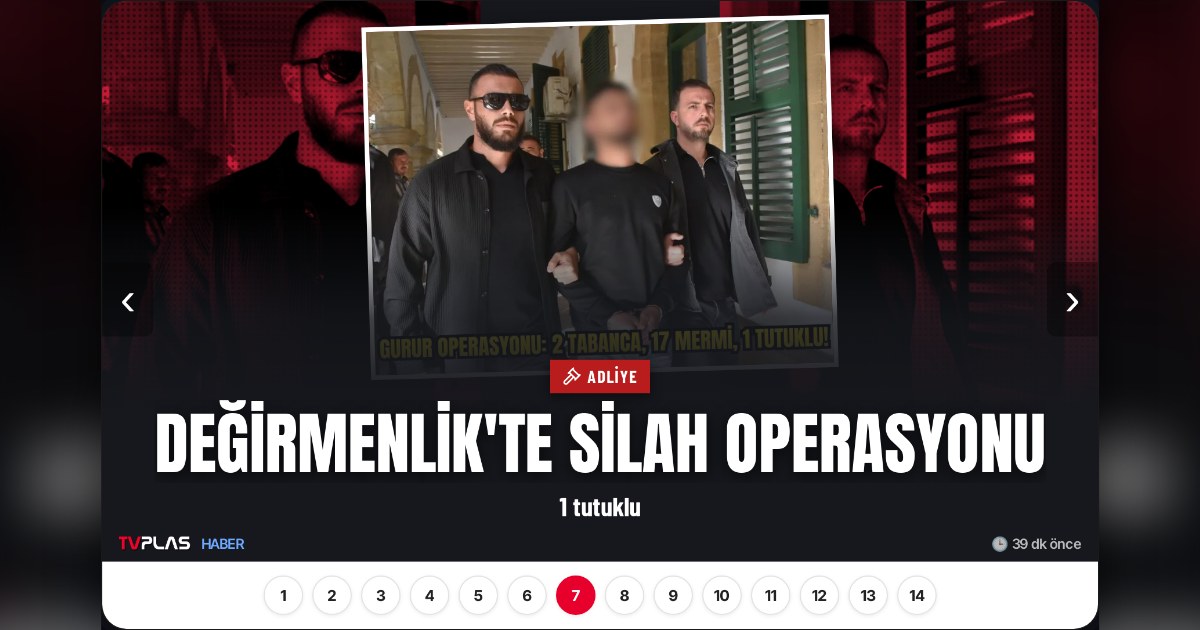 GURUR OPERASYONU: 2 TABANCA, 17 MERMİ, 1 TUTUKLU!
ADLİYE
DEĞİRMENLİK'TE SİLAH OPERASYONU
1 tutuklu
TVPLAS HABER
39 dk önce
1 2 3 4 5 6 7 8 9 10 11 12 13 14